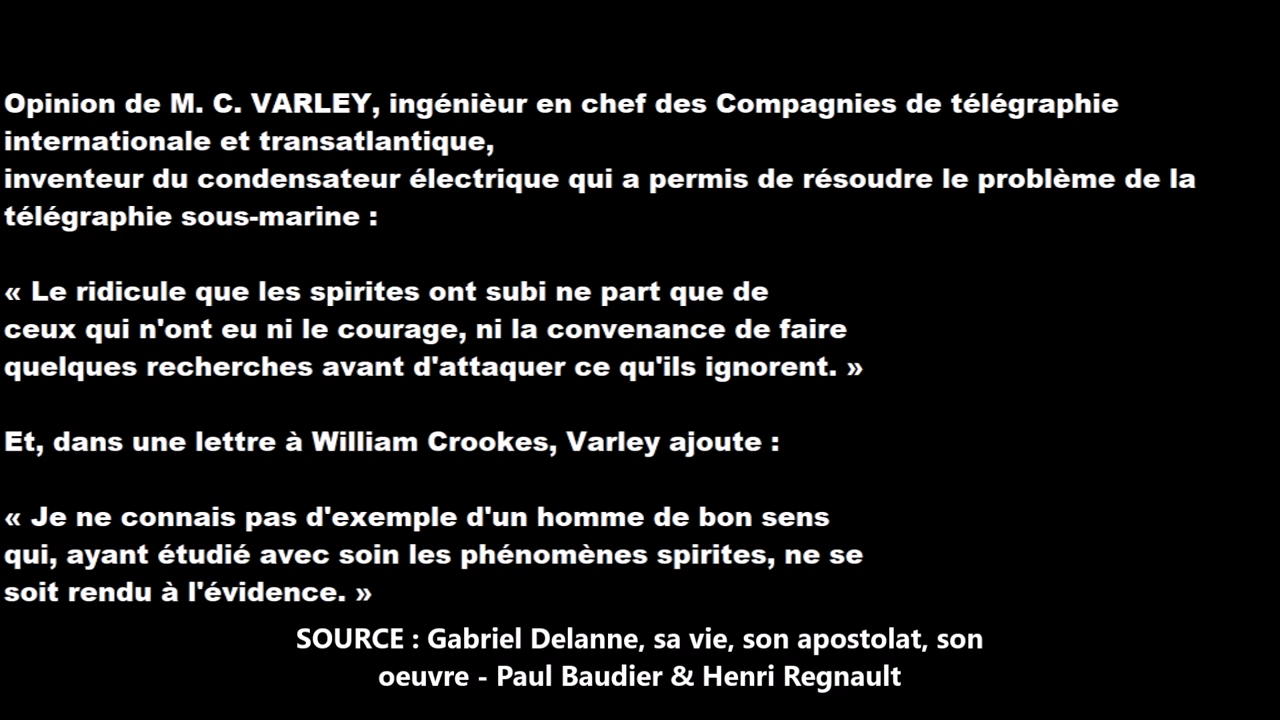 Opinion de M. C. VARLEY, ingénièur en chef des Compagnies de télégraphie
internationale et transatlantique,
inventeur du condensateur électrique qui a permis de résoudre le problème de la
télégraphie sous-marine :
« Le ridicule que les spirites ont subi ne part que de
ceux qui n'ont eu ni le courage, ni la convenance de faire
quelques recherches avant d'attaquer ce qu'ils ignorent. »
Et, dans une lettre à William Crookes, Varley ajoute :
« Je ne connais pas d'exemple d'un homme de bon sens
qui, ayant étudié avec soin les phénomènes spirites, ne se
soit rendu à l'évidence. »
SOURCE : Gabriel Delanne, sa vie, son apostolat, son
oeuvre - Paul Baudier & Henri Regnault